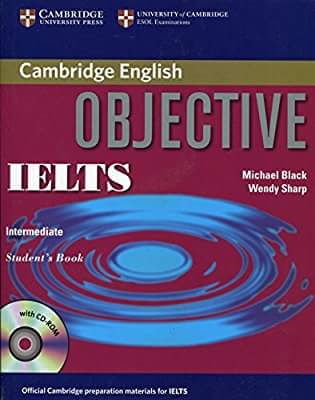 CAMBRIDGE
UNIVERSITY PRESS
UNIVERSITY of CAMBRIDGE
ESOL Examinations
Cambridge English
OBJECTIVE
IELTS
Michael Black
Wendy Sharp
Intermediate
Student's Book
with CD-ROM
Official Cambridge preparation materials for IELTS